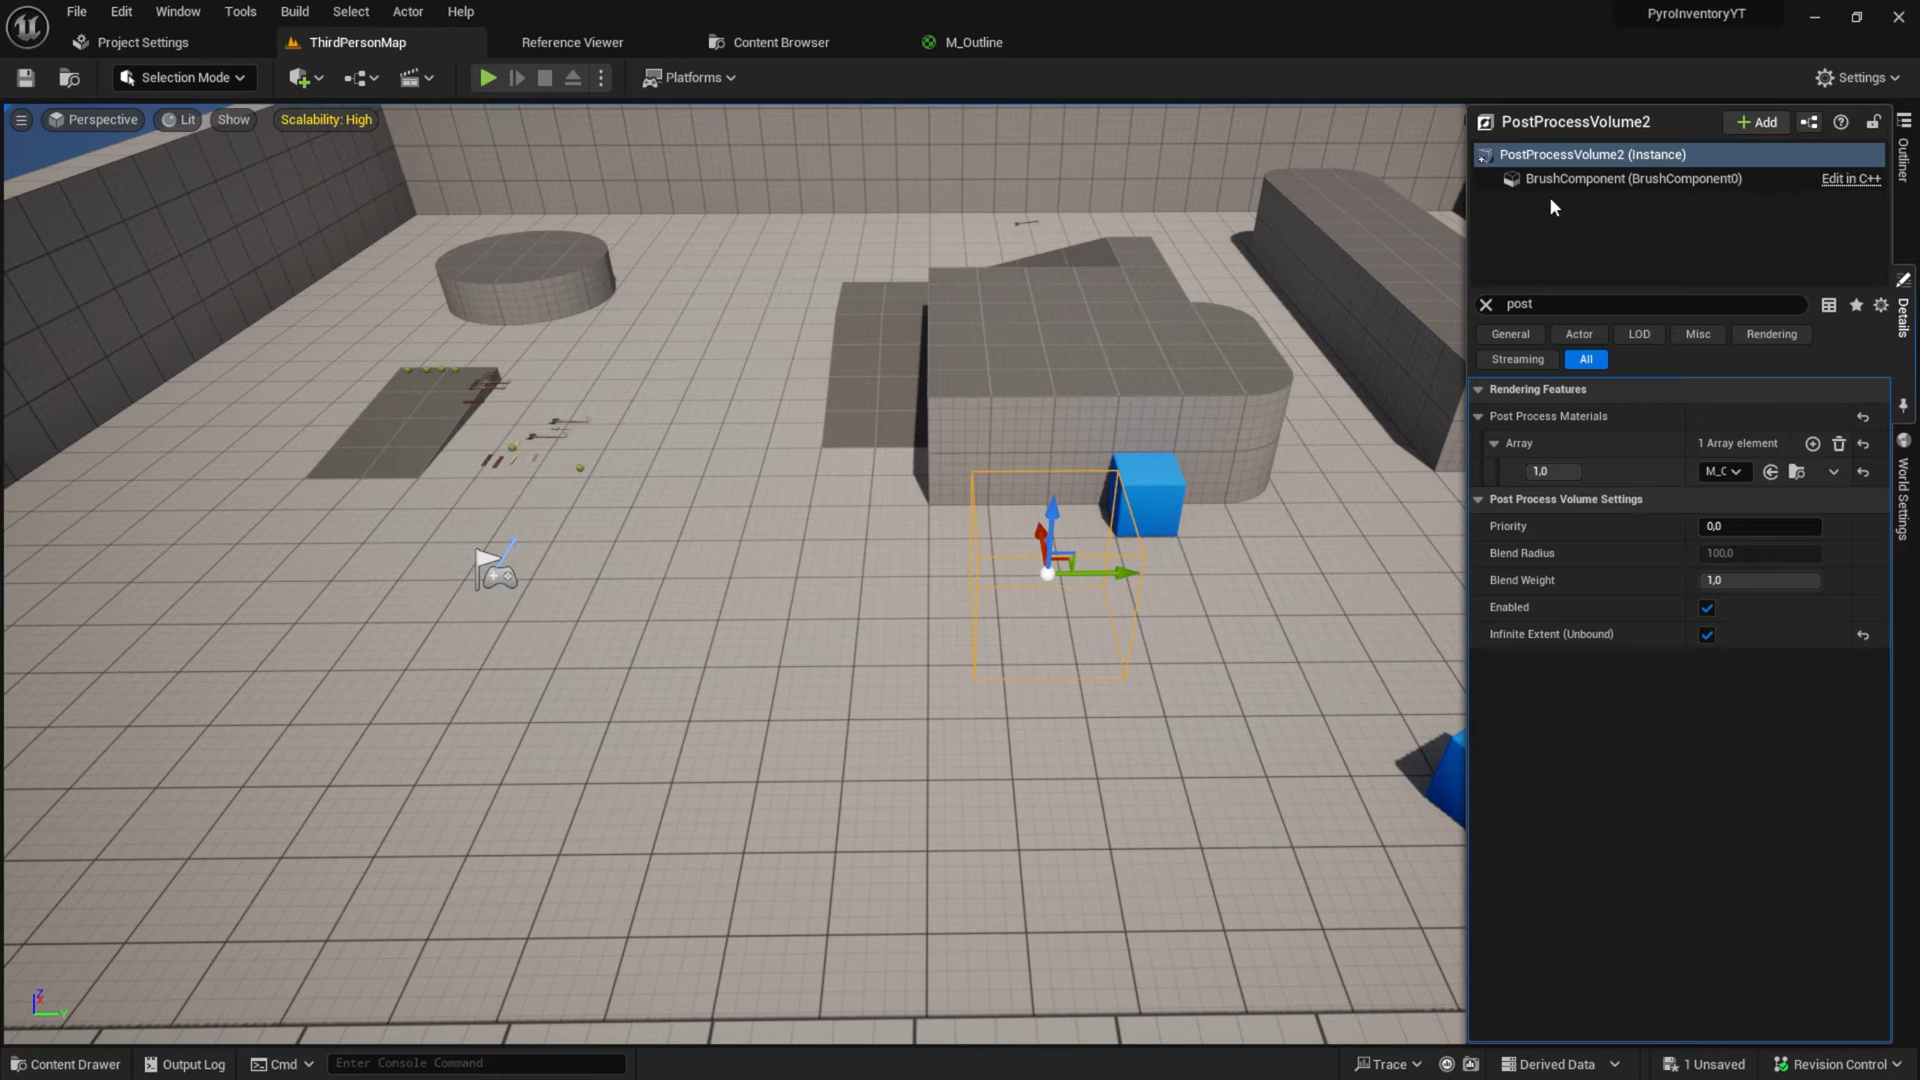 File Edit Window Tools Build Select Actor Help
PyroInventoryYT
Project Settings ThirdPersonMap Reference Viewer Content Browser M_Outline
Selection Mode Platforms Settings
Perspective Lit Show Scalability: High
PostProcessVolume2 Add
PostProcessVolume2 (Instance)
BrushComponent (BrushComponent0) Edit in C++
Outliner
post
General Actor LOD Misc Rendering
Streaming All
Details
Rendering Features
Post Process Materials
Array 1 Array element
1,0 M_C
Post Process Volume Settings
World Settings
Priority 0,0
Blend Radius 100,0
Blend Weight 1,0
Enabled
Infinite Extent (Unbound)
Z
X
Y
Content Drawer Output Log Cmd Enter Console Command Trace Derived Data 1 Unsaved Revision Control